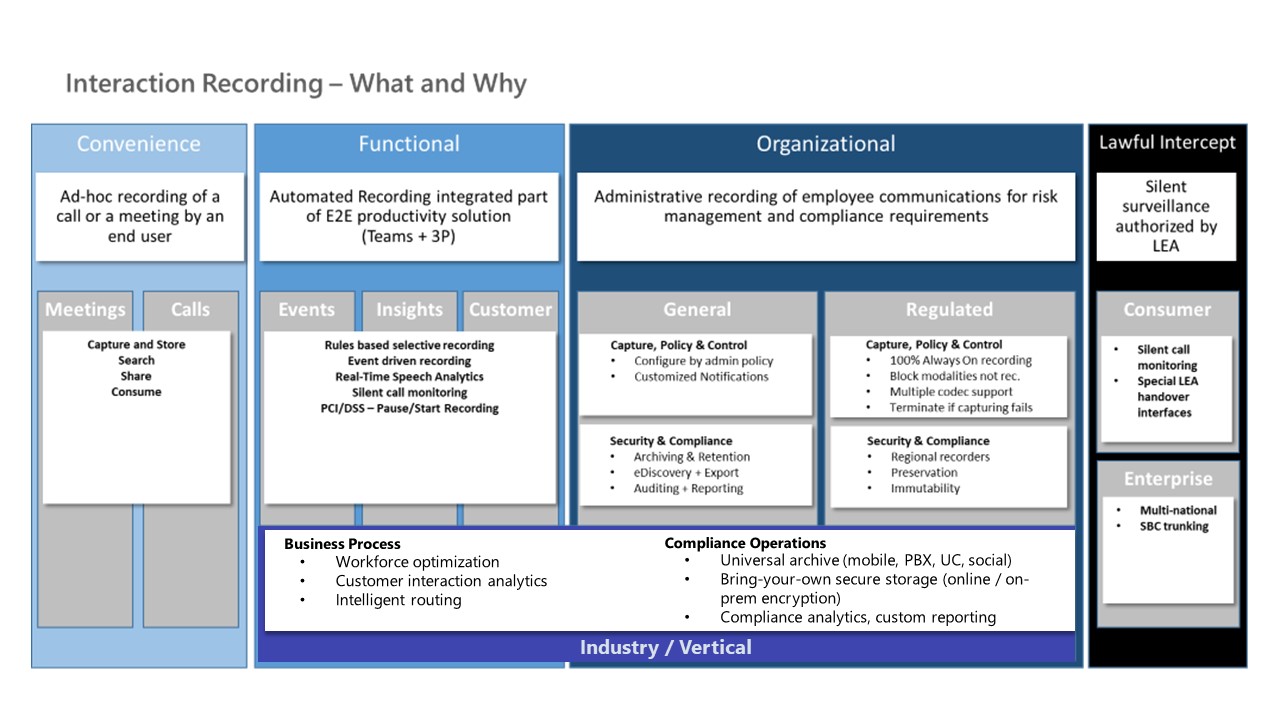 Interaction Recording – What and Why
Convenience
Ad-hoc recording of a
call or a meeting by an
end user
Meetings
Calls
Capture and Store
Search
Share
Consume
Functional
Automated Recording integrated part
of E2E productivity solution
(Teams + 3P)
Events
Insights
Customer
Rules based selective recording
Event driven recording
Real-Time Speech Analytics
Silent call monitoring
PCI/DSS – Pause/Start Recording
Organizational
Administrative recording of employee communications for risk
management and compliance requirements
General
Capture, Policy & Control
• Configure by admin policy
• Customized Notifications
Security & Compliance
• Archiving & Retention
• eDiscovery + Export
• Auditing + Reporting
Regulated
Capture, Policy & Control
• 100% Always On recording
• Block modalities not rec.
• Multiple codec support
• Terminate if capturing fails
Security & Compliance
• Regional recorders
• Preservation
• Immutability
Business Process
• Workforce optimization
• Customer interaction analytics
• Intelligent routing
Compliance Operations
• Universal archive (mobile, PBX, UC, social)
• Bring-your-own secure storage (online / on-
prem encryption)
• Compliance analytics, custom reporting
Industry / Vertical
Lawful Intercept
Silent
surveillance
authorized by
LEA
Consumer
• Silent call
monitoring
• Special LEA
handover
interfaces
Enterprise
• Multi-national
• SBC trunking